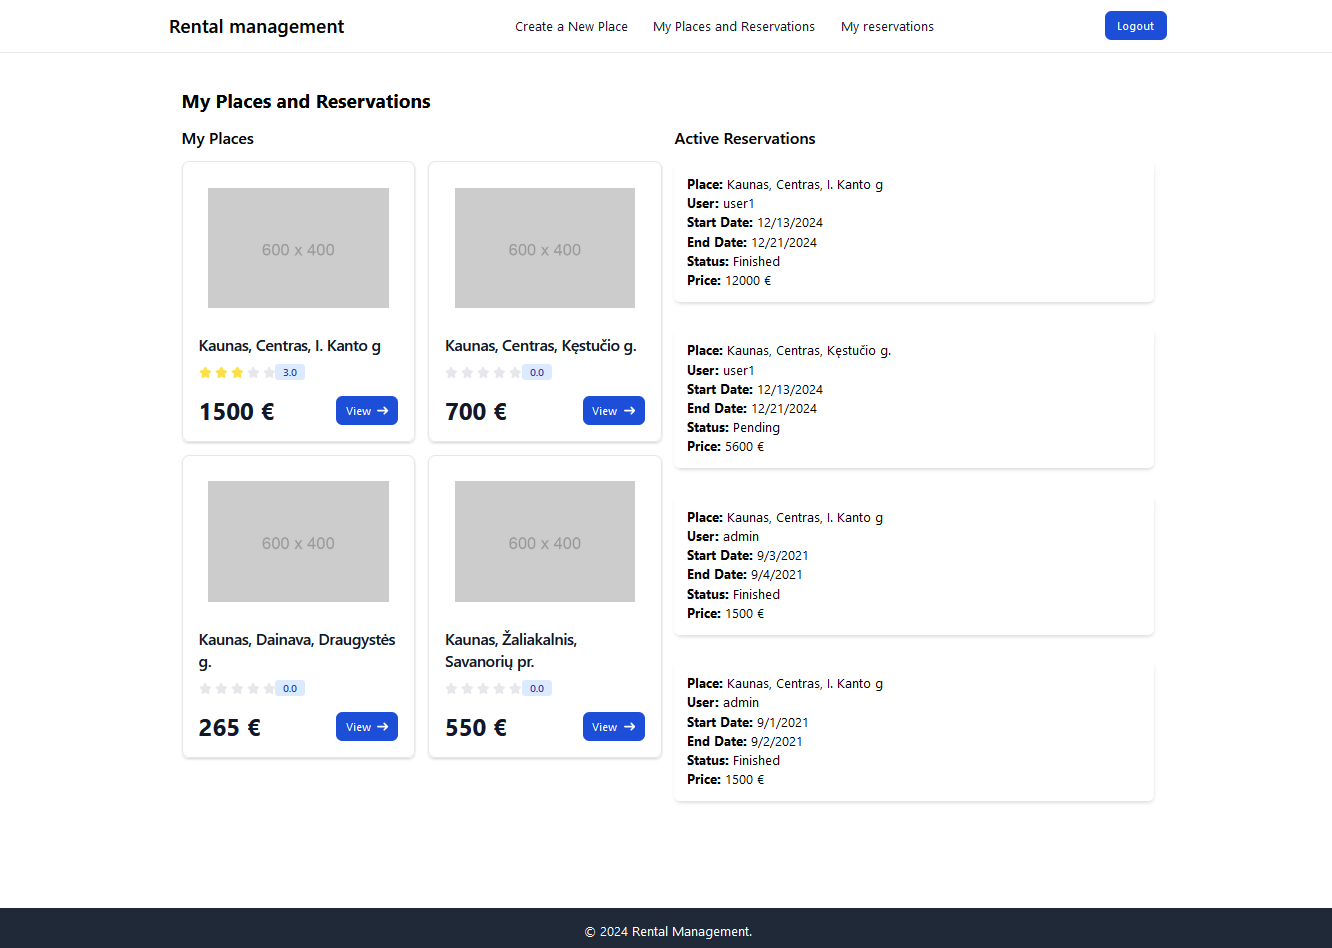 Rental management
Create a New Place
My Places and Reservations
My reservations
Logout
My Places and Reservations
My Places
600 x 400
Kaunas, Centras, I. Kanto g
3.0
1500 €
View
600 x 400
Kaunas, Centras, Kęstučio g.
0.0
700 €
View
600 x 400
Kaunas, Dainava, Draugystės
g.
0.0
265 €
View
600 x 400
Kaunas, Žaliakalnis,
Savanorių pr.
0.0
550 €
View
Active Reservations
Place: Kaunas, Centras, I. Kanto g
User: user1
Start Date: 12/13/2024
End Date: 12/21/2024
Status: Finished
Price: 12000 €
Place: Kaunas, Centras, Kęstučio g.
User: user1
Start Date: 12/13/2024
End Date: 12/21/2024
Status: Pending
Price: 5600 €
Place: Kaunas, Centras, I. Kanto g
User: admin
Start Date: 9/3/2021
End Date: 9/4/2021
Status: Finished
Price: 1500 €
Place: Kaunas, Centras, I. Kanto g
User: admin
Start Date: 9/1/2021
End Date: 9/2/2021
Status: Finished
Price: 1500 €
© 2024 Rental Management.